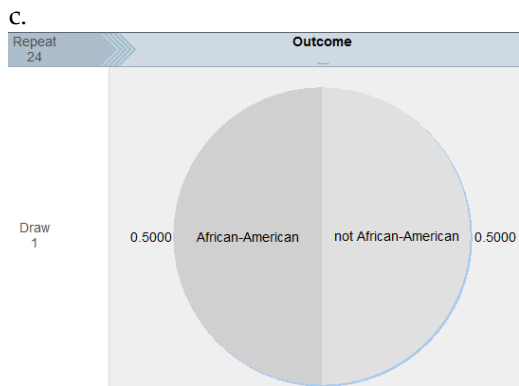 c.
Repeat
24
Outcome
Draw
1
0.5000
African-American
not African-American
0.5000